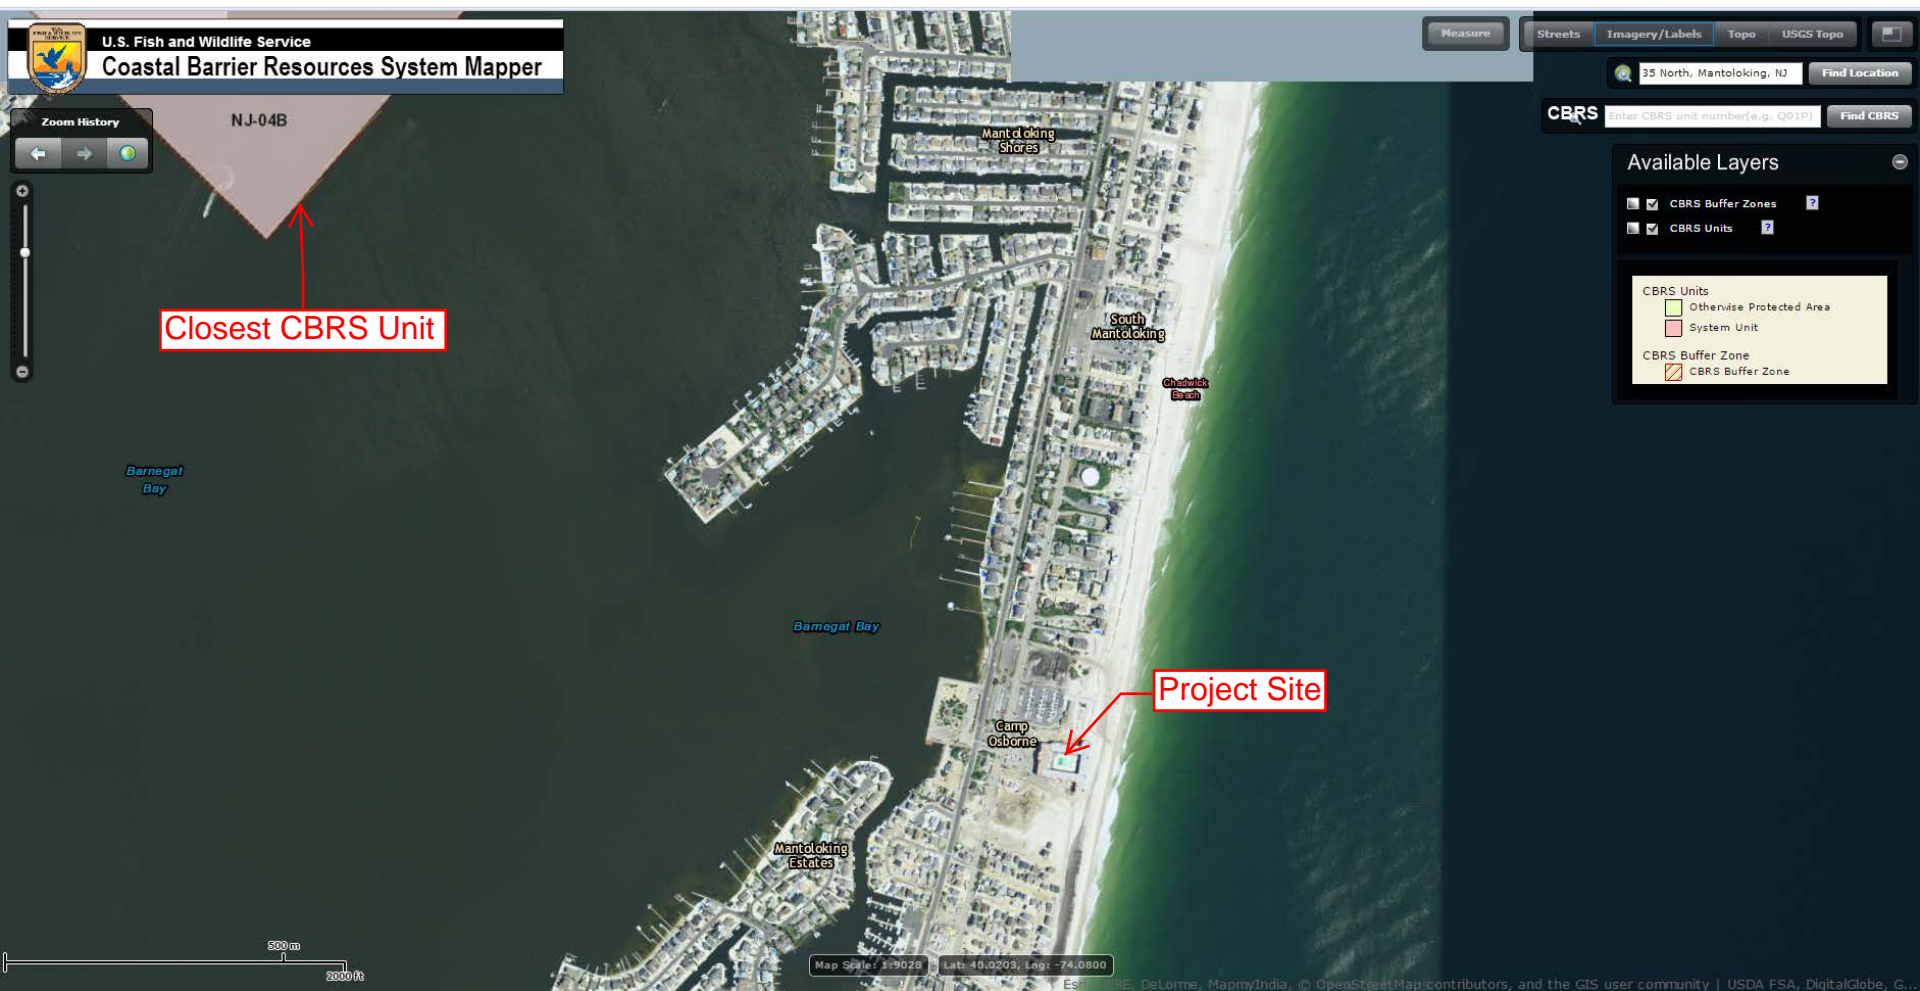 U.S. Fish and Wildlife Service
Coastal Barrier Resources System Mapper
Measure
Streets
Imagery/Labels
Topo
USGS Topo
35 North, Mantoloking, NJ
Find Location
CBRS
Enter CBRS unit number(e.g. Q01P)
Find CBRS
Zoom History
NJ-04B
Available Layers
CBRS Buffer Zones
?
CBRS Units
?
CBRS Units
Otherwise Protected Area
System Unit
CBRS Buffer Zone
CBRS Buffer Zone
Mantoloking
Shores
Closest CBRS Unit
South
Mantoloking
Chadwick
Beach
Barnegat
Bay
Barnegat Bay
Project Site
Camp
Osborne
Mantoloking
Estates
500 m
2000 ft
Map Scale: 1:9028
Lat: 40.0203, Lng: -74.0800
DeLorme, MapmyIndia, © OpenStreetMap contributors, and the GIS user community | USDA FSA, DigitalGlobe, G...